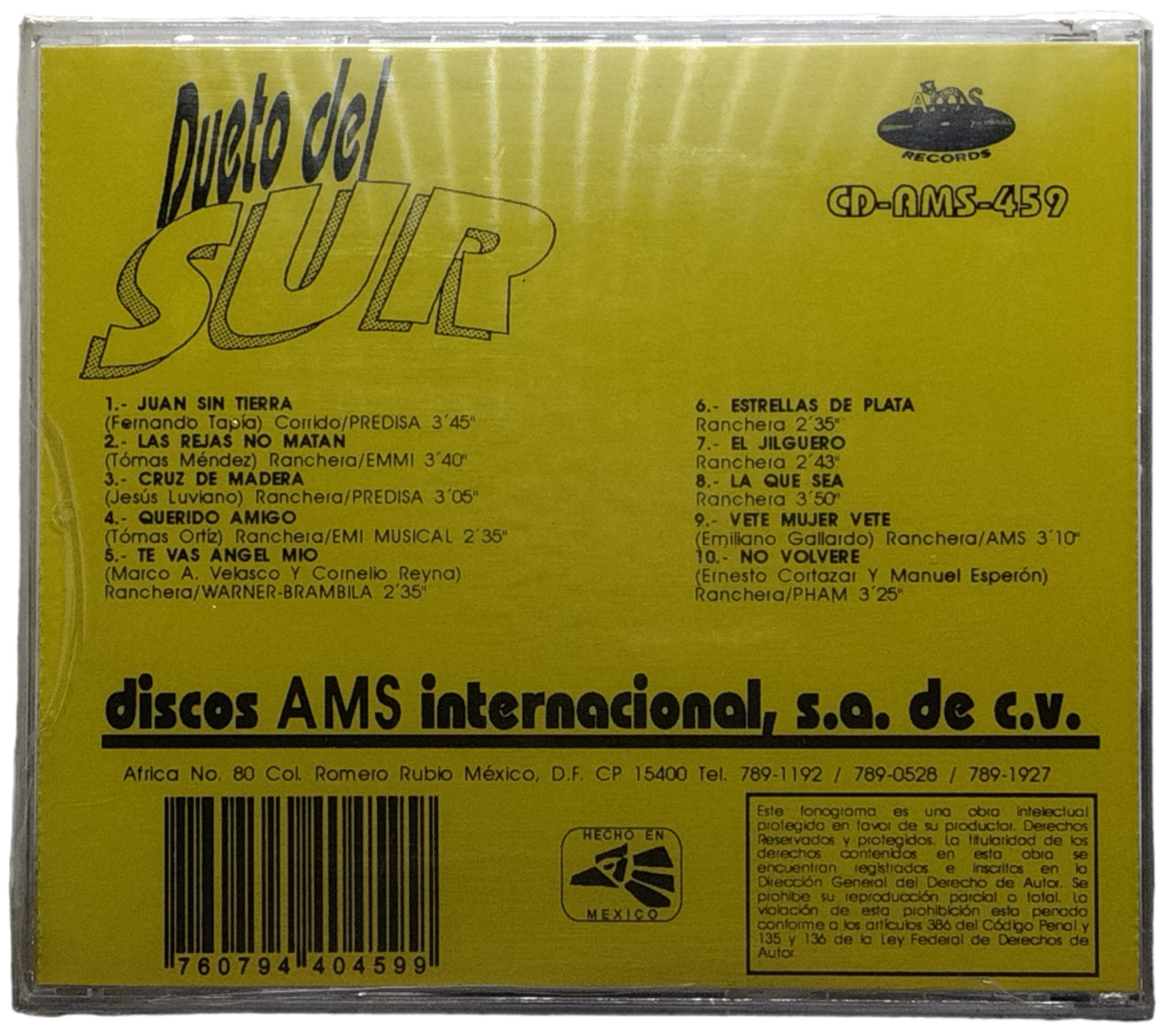 Dueto del
SUR
AMS
RECORDS
CD-AMS-459
1.- JUAN SIN TIERRA
(Fernando Tapía) Corrido/PREDISA 3´45"
2.- LAS REJAS NO MATAN
(Tómas Méndez) Ranchera/EMMI 3´40"
3.- CRUZ DE MADERA
(Jesús Luviano) Ranchera/PREDISA 3´05"
4.- QUERIDO AMIGO
(Tómas Ortíz) Ranchera/EMI MUSICAL 2´35"
5.- TE VAS ANGEL MIO
(Marco A. Velasco Y Cornelio Reyna)
Ranchera/WARNER-BRAMBILA 2´35"
6.- ESTRELLAS DE PLATA
Ranchera 2´35"
7.- EL JILGUERO
Ranchera 2´43"
8.- LA QUE SEA
Ranchera 3´50"
9.- VETE MUJER VETE
(Emiliano Gallardo) Ranchera/AMS 3´10"
10.- NO VOLVERE
(Ernesto Cortazar Y Manuel Esperón)
Ranchera/PHAM 3´25"
discos AMS internacional, s.a. de c.v.
Africa No. 80 Col. Romero Rubio México, D.F. CP 15400 Tel. 789-1192 / 789-0528 / 789-1927
760794 404599
HECHO EN
MEXICO
Este fonograma es una obra intelectual
protegida en favor de su productor. Derechos
Reservados y protegidos. La titularidad de los
derechos contenidos en esta obra se
encuentran registrados e inscritos en la
Dirección General del Derecho de Autor. Se
prohibe su reproducción parcial o total. La
violación de esta prohibición esta penada
conforme a los artículos 386 del Código Penal y
135 y 136 de la Ley Federal de Derechos de
Autor.